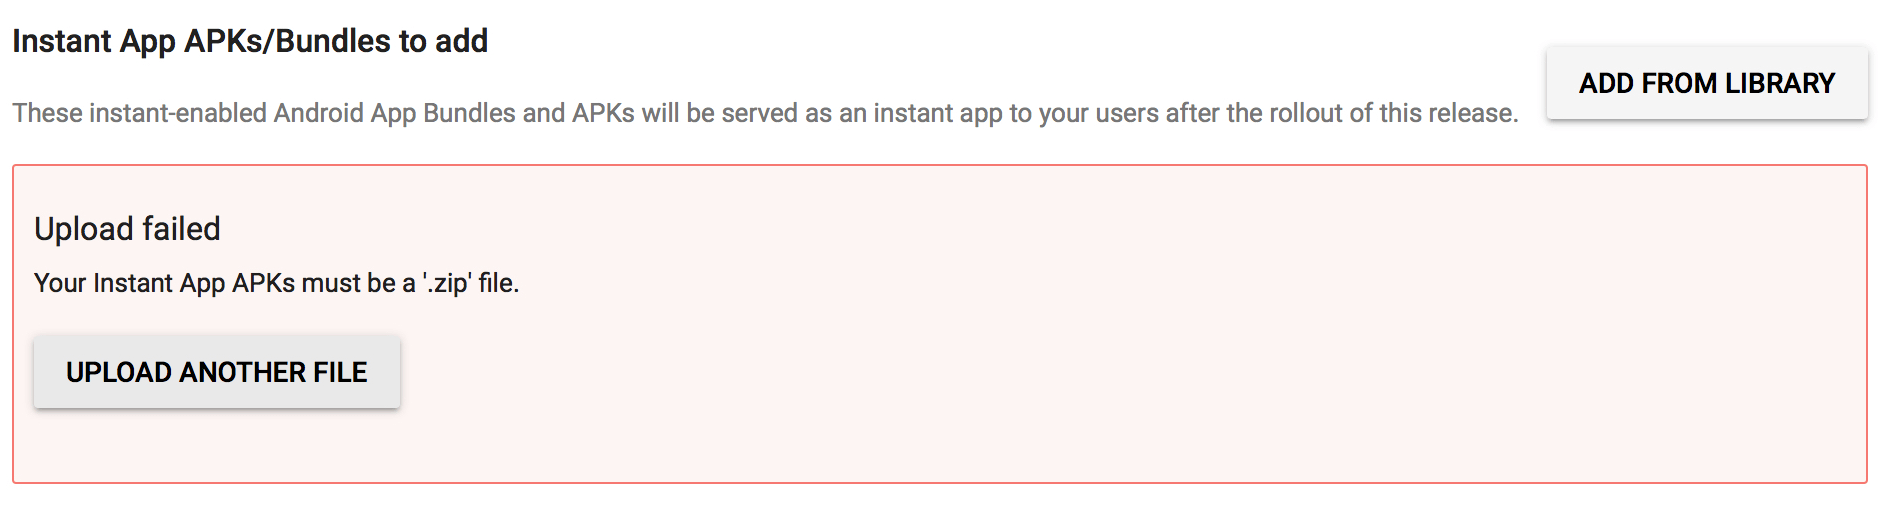 Instant App APKs/Bundles to add
ADD FROM LIBRARY
These instant-enabled Android App Bundles and APKs will be served as an instant app to your users after the rollout of this release.
Upload failed
Your Instant App APKs must be a '.zip' file.
UPLOAD ANOTHER FILE